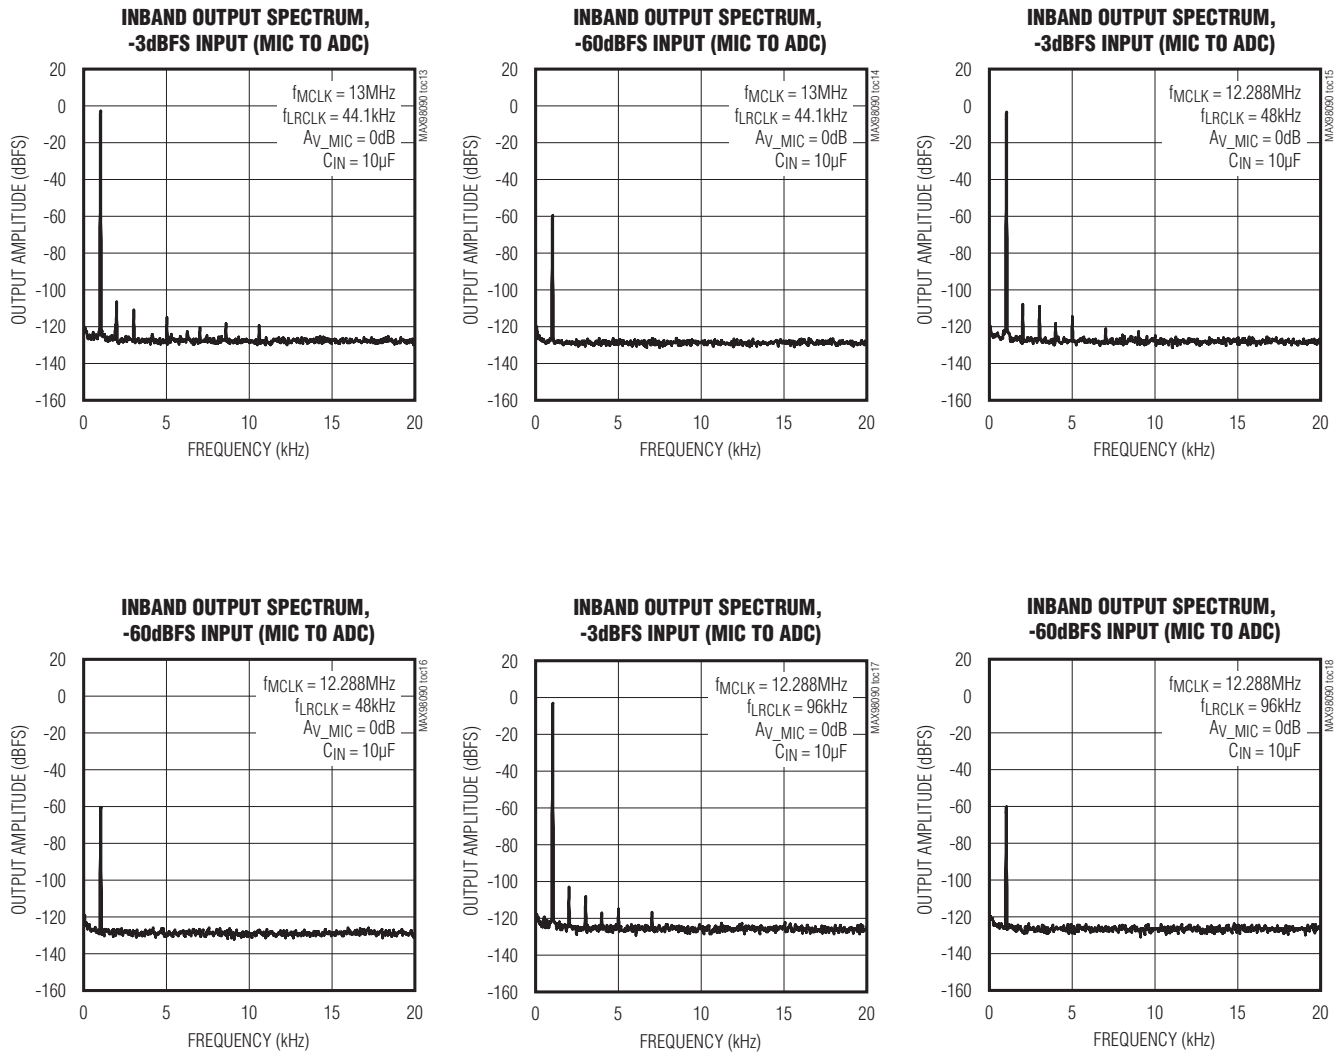 INBAND OUTPUT SPECTRUM,
-3dBFS INPUT (MIC TO ADC)
OUTPUT AMPLITUDE (dBFS)
20
0
-20
-40
-60
-80
-100
-120
-140
-160
fMCLK = 13MHz
fLRCLK = 44.1kHz
AV_MIC = 0dB
CIN = 10µF
MAX98090 toc13
0 5 10 15 20
FREQUENCY (kHz)
INBAND OUTPUT SPECTRUM,
-60dBFS INPUT (MIC TO ADC)
OUTPUT AMPLITUDE (dBFS)
20
0
-20
-40
-60
-80
-100
-120
-140
-160
fMCLK = 13MHz
fLRCLK = 44.1kHz
AV_MIC = 0dB
CIN = 10µF
MAX98090 toc14
0 5 10 15 20
FREQUENCY (kHz)
INBAND OUTPUT SPECTRUM,
-3dBFS INPUT (MIC TO ADC)
OUTPUT AMPLITUDE (dBFS)
20
0
-20
-40
-60
-80
-100
-120
-140
-160
fMCLK = 12.288MHz
fLRCLK = 48kHz
AV_MIC = 0dB
CIN = 10µF
MAX98090 toc15
0 5 10 15 20
FREQUENCY (kHz)
INBAND OUTPUT SPECTRUM,
-60dBFS INPUT (MIC TO ADC)
OUTPUT AMPLITUDE (dBFS)
20
0
-20
-40
-60
-80
-100
-120
-140
-160
fMCLK = 12.288MHz
fLRCLK = 48kHz
AV_MIC = 0dB
CIN = 10µF
MAX98090 toc16
0 5 10 15 20
FREQUENCY (kHz)
INBAND OUTPUT SPECTRUM,
-3dBFS INPUT (MIC TO ADC)
OUTPUT AMPLITUDE (dBFS)
20
0
-20
-40
-60
-80
-100
-120
-140
-160
fMCLK = 12.288MHz
fLRCLK = 96kHz
AV_MIC = 0dB
CIN = 10µF
MAX98090 toc17
0 5 10 15 20
FREQUENCY (kHz)
INBAND OUTPUT SPECTRUM,
-60dBFS INPUT (MIC TO ADC)
OUTPUT AMPLITUDE (dBFS)
20
0
-20
-40
-60
-80
-100
-120
-140
-160
fMCLK = 12.288MHz
fLRCLK = 96kHz
AV_MIC = 0dB
CIN = 10µF
MAX98090 toc18
0 5 10 15 20
FREQUENCY (kHz)